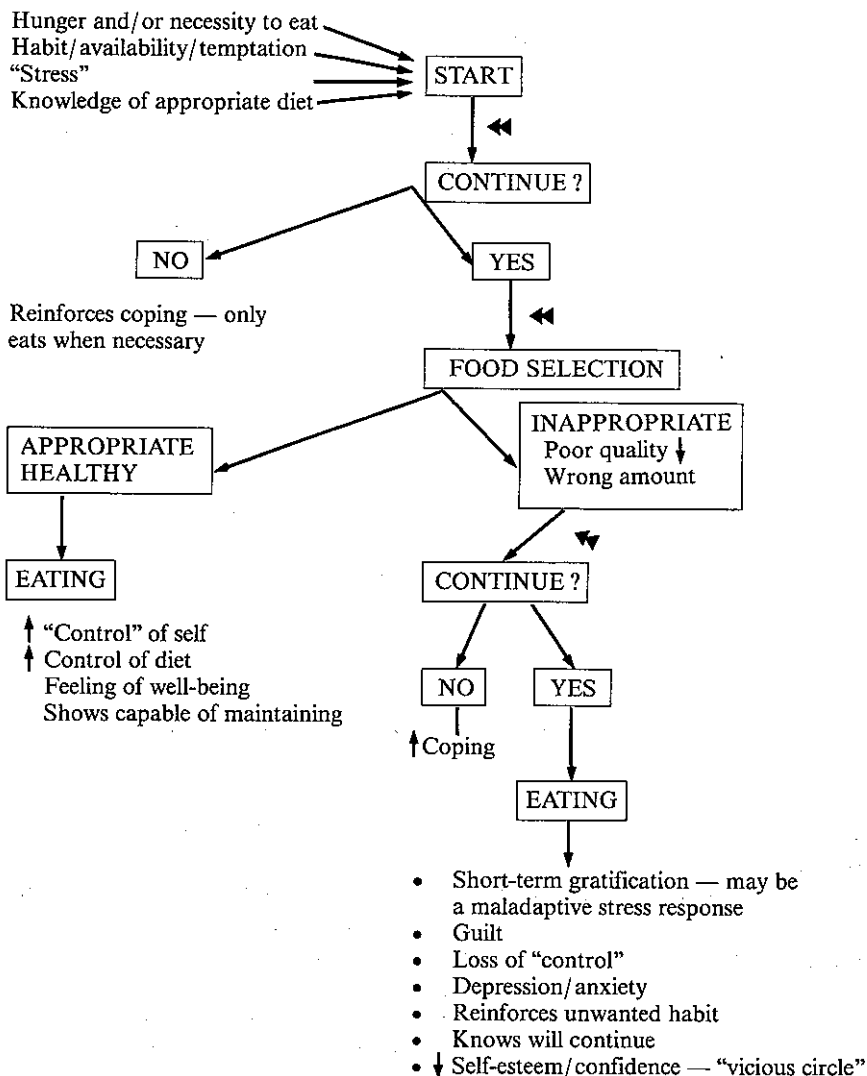 Hunger and/or necessity to eat
Habit/availability/temptation
“Stress”
Knowledge of appropriate diet
START
CONTINUE ?
NO
YES
Reinforces coping — only
eats when necessary
FOOD SELECTION
APPROPRIATE
HEALTHY
INAPPROPRIATE
Poor quality ↓
Wrong amount
EATING
CONTINUE ?
↑ “Control” of self
↑ Control of diet
Feeling of well-being
Shows capable of maintaining
NO
YES
↑ Coping
EATING
• Short-term gratification — may be
a maladaptive stress response
• Guilt
• Loss of “control”
• Depression/anxiety
• Reinforces unwanted habit
• Knows will continue
• ↓ Self-esteem/confidence — “vicious circle”